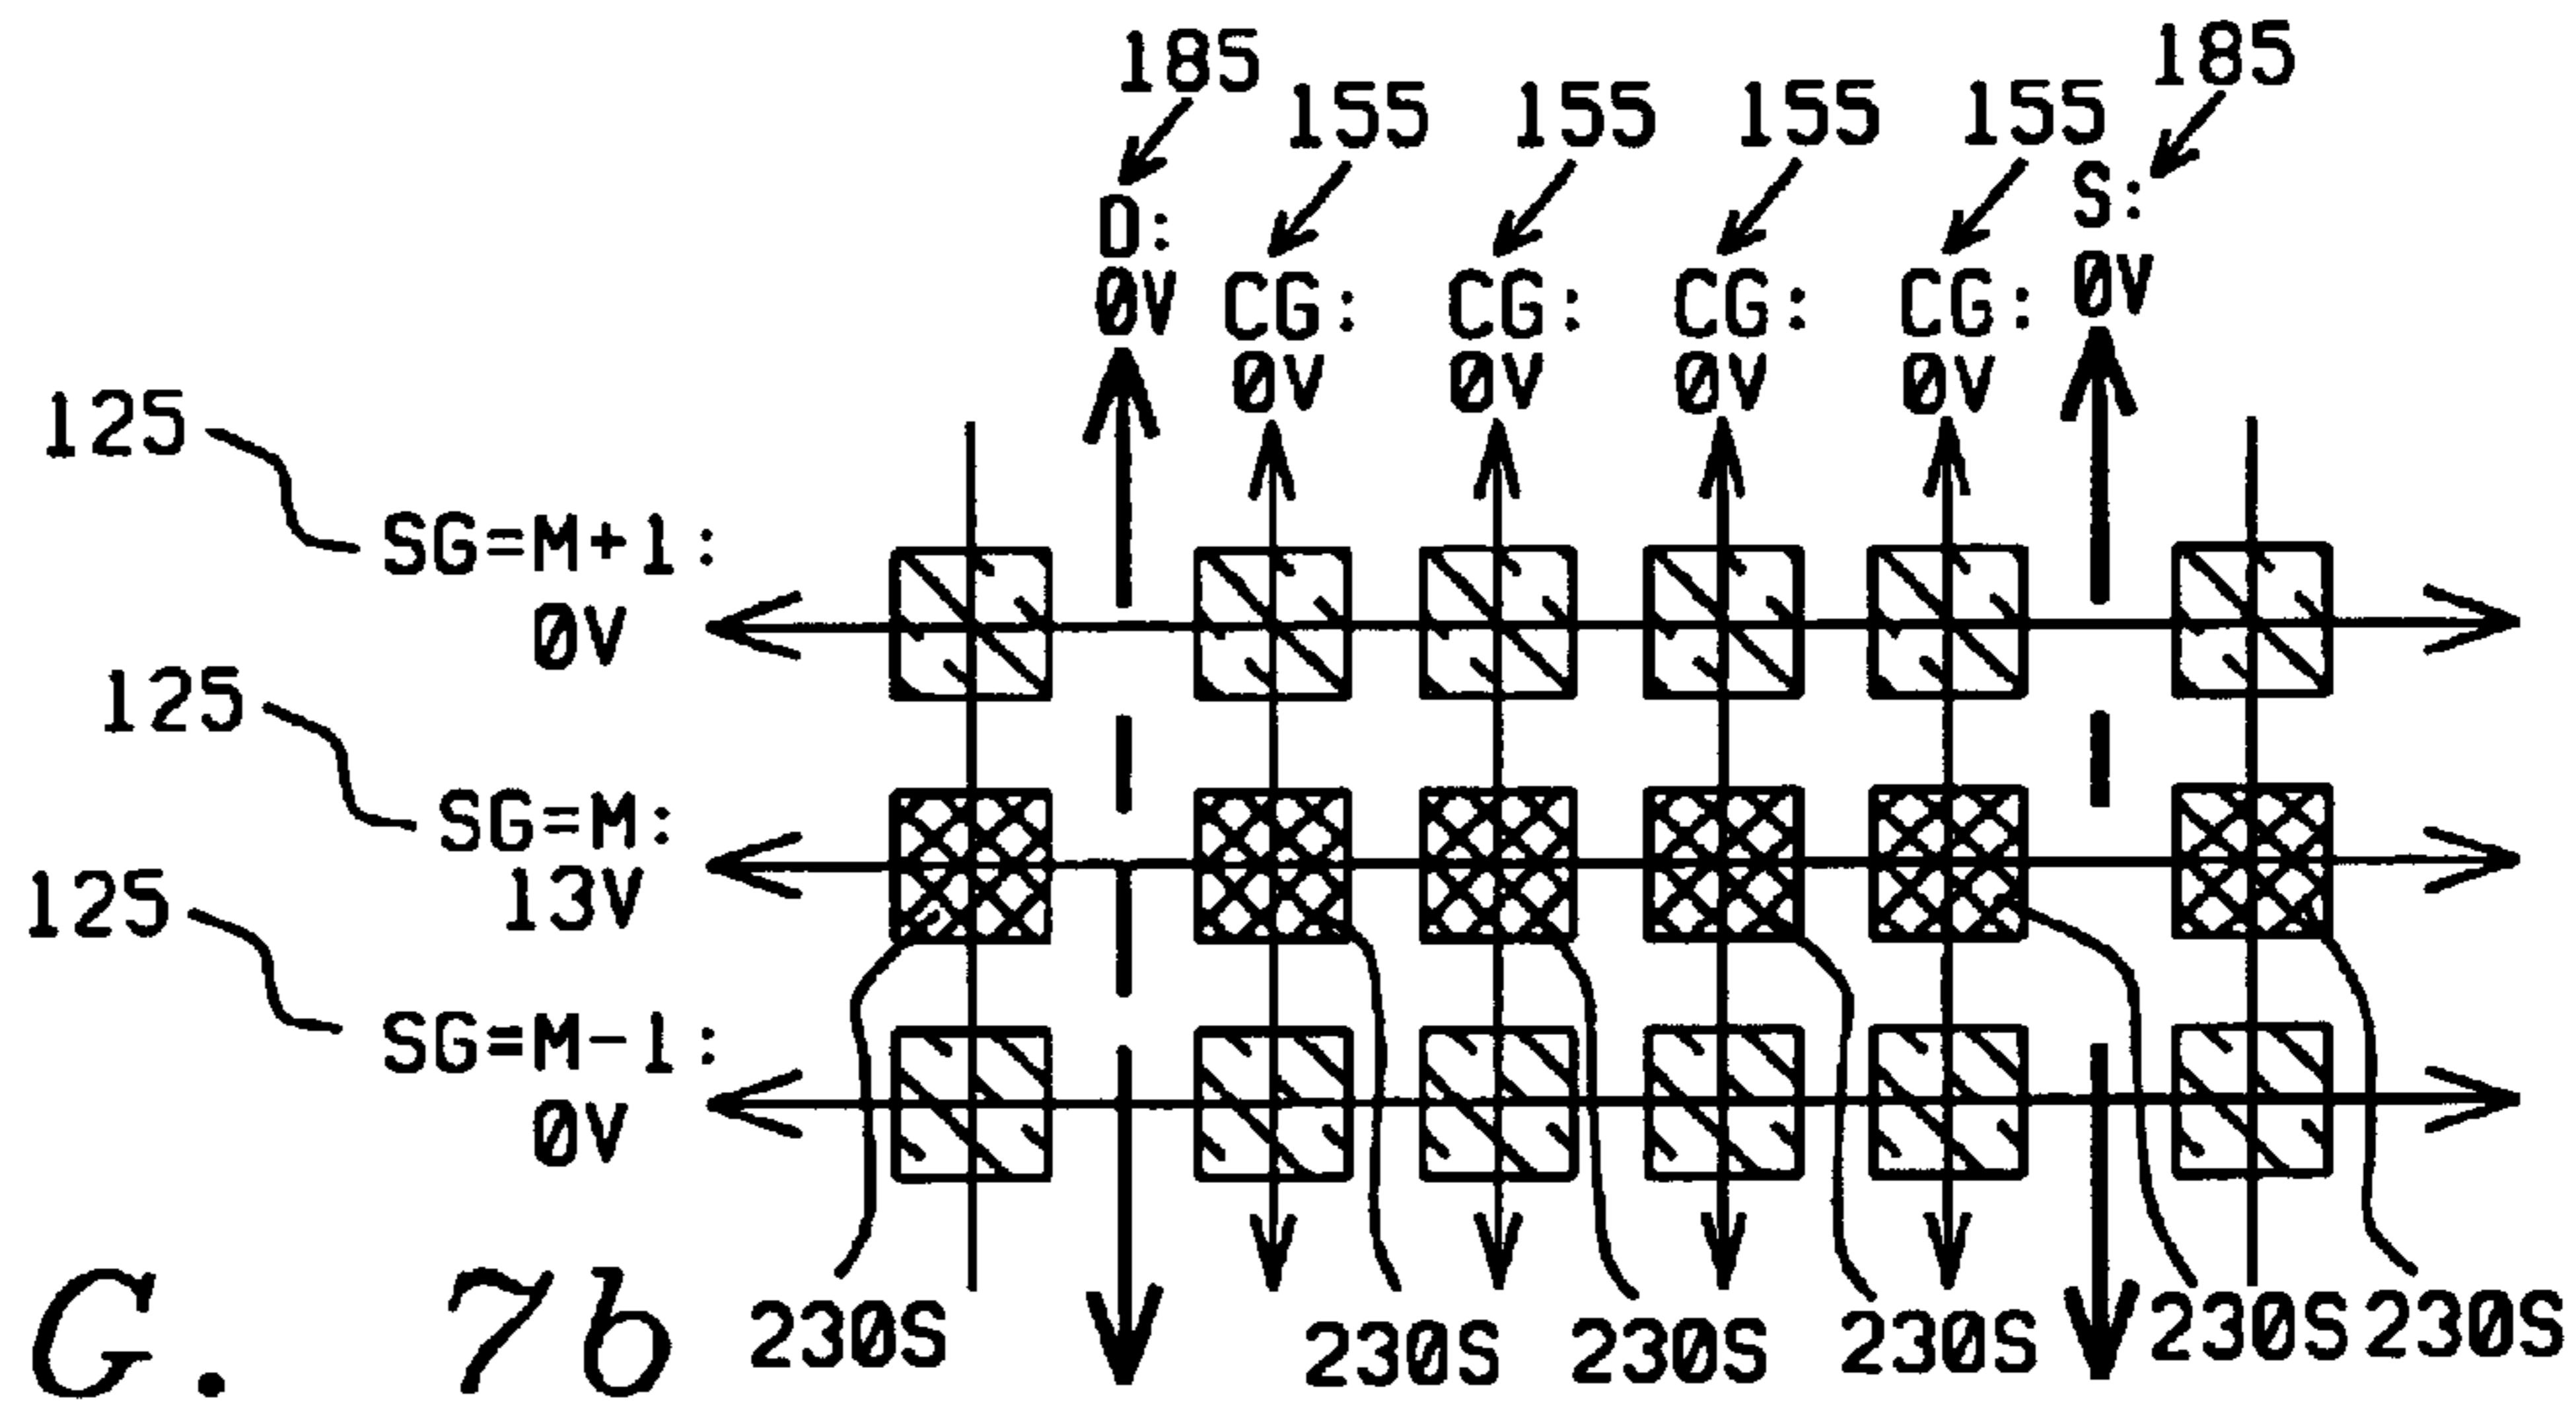 185 185
155 155 155 155
D: S:
0V CG: CG: CG: CG: 0V
0V 0V 0V 0V
125
SG=M+1:
0V
125
SG=M:
13V
125
SG=M-1:
0V
G. 7b
230S 230S 230S 230S 230S 230S